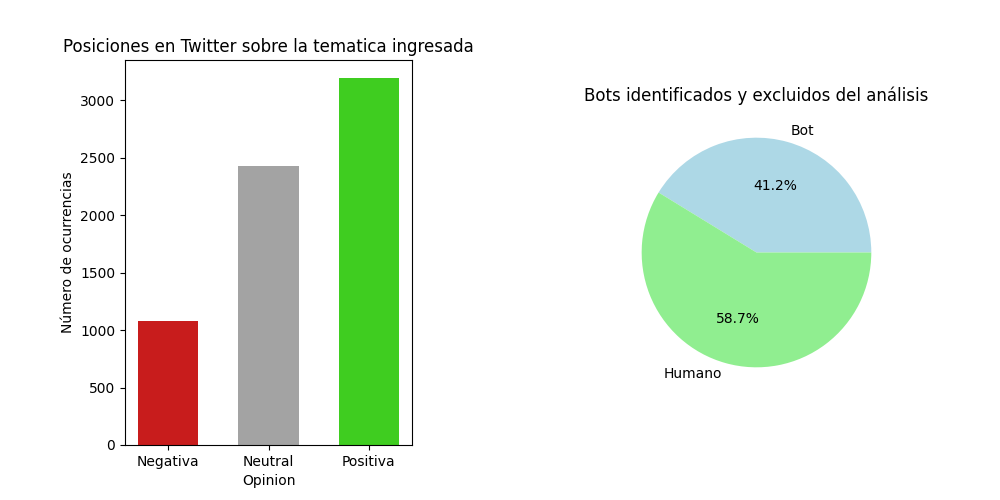 Posiciones en Twitter sobre la tematica ingresada
Número de ocurrencias
3000
2500
2000
1500
1000
500
0
Negativa
Neutral
Positiva
Opinion
Bots identificados y excluidos del análisis
Bot
41.2%
58.7%
Humano